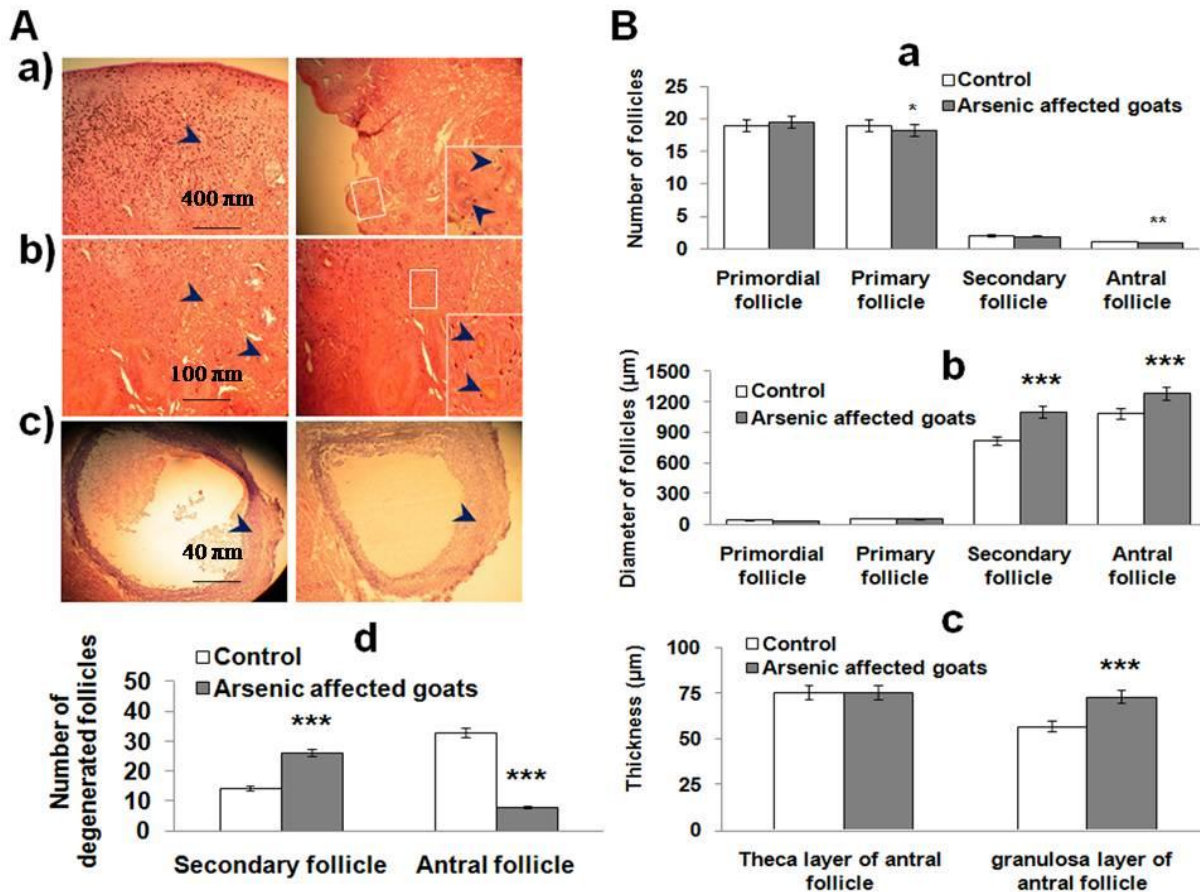 A
a)
400 πm
b)
100 πm
c)
40 πm
d
Control
Arsenic affected goats
Number of
degenerated follicles
50
40
30
20
10
0
***
***
Secondary follicle
Antral follicle
B
a
Control
Arsenic affected goats
Number of follicles
25
20
15
10
5
0
*
**
Primordial
follicle
Primary
follicle
Secondary
follicle
Antral
follicle
b
Control
Arsenic affected goats
Diameter of follicles (µm)
1500
1200
900
600
300
0
***
***
Primordial
follicle
Primary
follicle
Secondary
follicle
Antral
follicle
c
Control
Arsenic affected goats
Thickness (µm)
100
75
50
25
0
***
Theca layer of antral
follicle
granulosa layer of
antral follicle